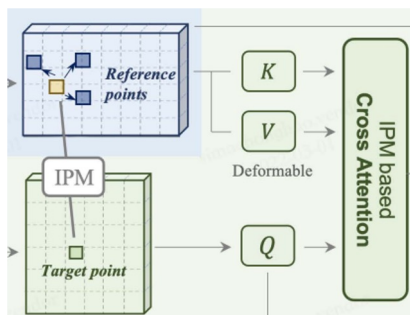 Reference
points
K
V
Deformable
IPM
Q
Target point
IPM based
Cross Attention